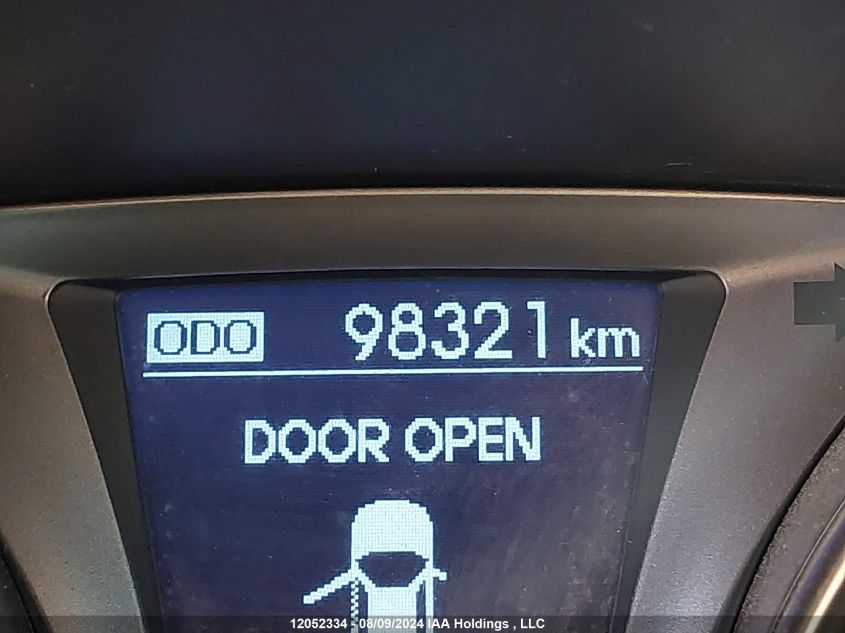 ODO 98321 km
DOOR OPEN
12052334 08/09/2024 IAA Holdings , LLC